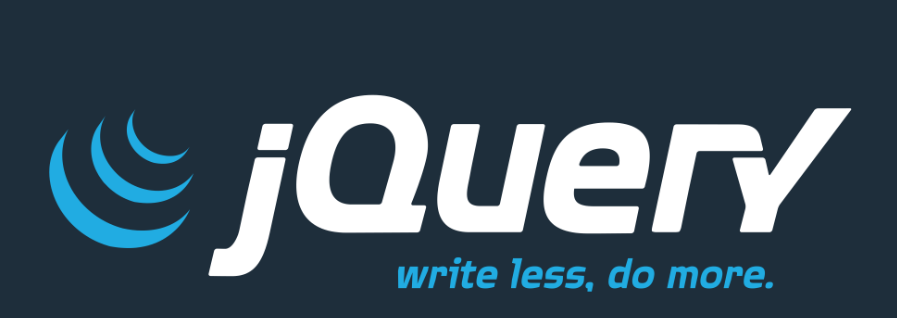 jQuery
write less, do more.